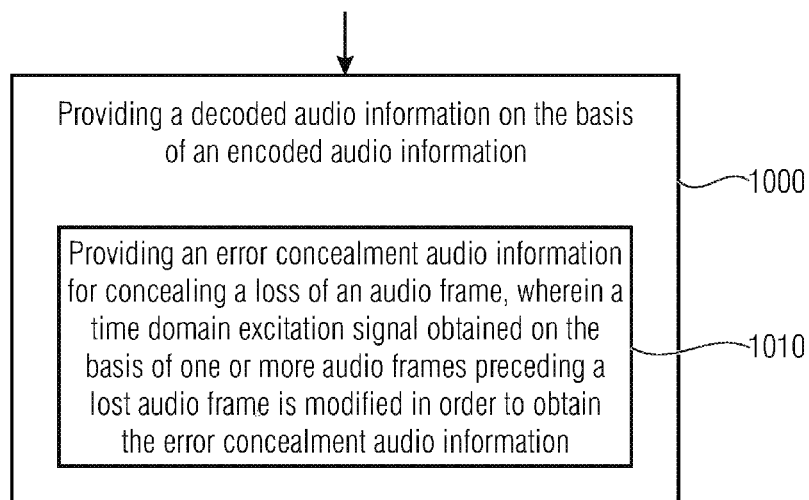 Providing a decoded audio information on the basis
of an encoded audio information
1000
Providing an error concealment audio information
for concealing a loss of an audio frame, wherein a
time domain excitation signal obtained on the
basis of one or more audio frames preceding a
lost audio frame is modified in order to obtain
the error concealment audio information
1010